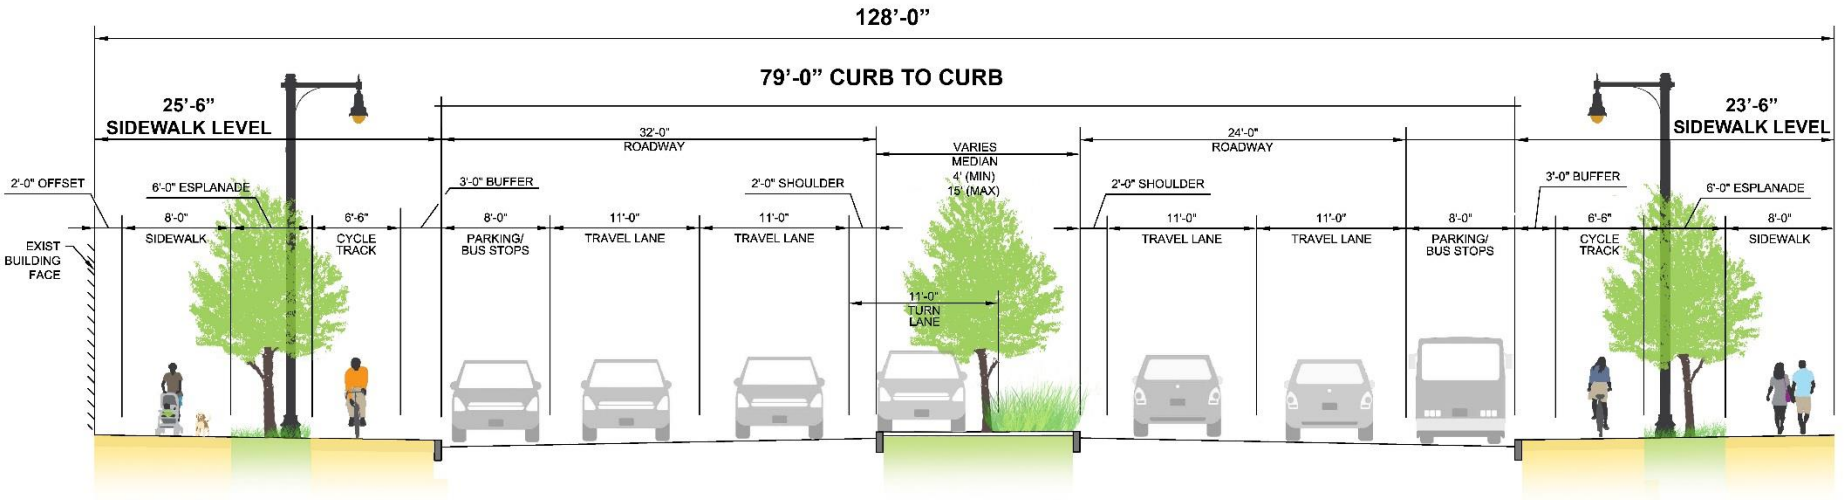 128’-0”
79’-0” CURB TO CURB
25’-6”
SIDEWALK LEVEL
23’-6”
SIDEWALK LEVEL
32'-0"
ROADWAY
VARIES
MEDIAN
4' (MIN)
15' (MAX)
24'-0"
ROADWAY
2'-0" OFFSET
6'-0" ESPLANADE
3'-0" BUFFER
2'-0" SHOULDER
2'-0" SHOULDER
3'-0" BUFFER
6'-0" ESPLANADE
8'-0"
SIDEWALK
6'-6"
CYCLE
TRACK
8'-0"
PARKING/
BUS STOPS
11'-0"
TRAVEL LANE
11'-0"
TRAVEL LANE
11'-0"
TRAVEL LANE
11'-0"
TRAVEL LANE
8'-0"
PARKING/
BUS STOPS
6'-6"
CYCLE
TRACK
8'-0"
SIDEWALK
EXIST
BUILDING
FACE
11'-0"
TURN
LANE